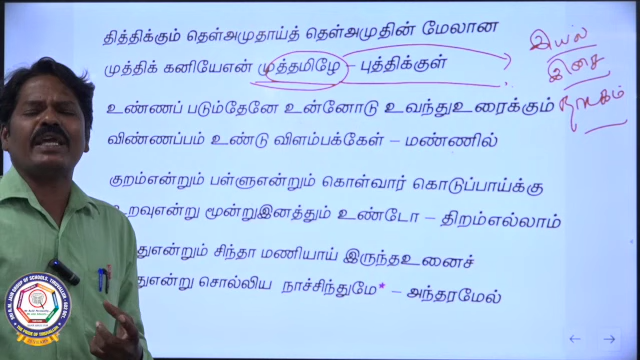 தித்திக்கும் தெள்அமுதாய்த் தெள்அமுதின் மேலான
முத்திக் கனியேஎன் முத்தமிழே – புத்திக்குள்
உண்ணப் படும்தேனே உன்னோடு உவந்துஉரைக்கும்
விண்ணப்பம் உண்டு விளம்பக்கேள் – மண்ணில்
குறம்என்றும் பள்ளுஎன்றும் கொள்வார் கொடுப்பாய்க்கு
உறவுஎன்று மூன்றுஇனத்தும் உண்டோ – திறம்எல்லாம்
சிந்தா மணியாய் இருந்தஉனைச்
சொல்லிய நாச்சிந்துமே* – அந்தரமேல்
இயல்
இசை
நாடகம்